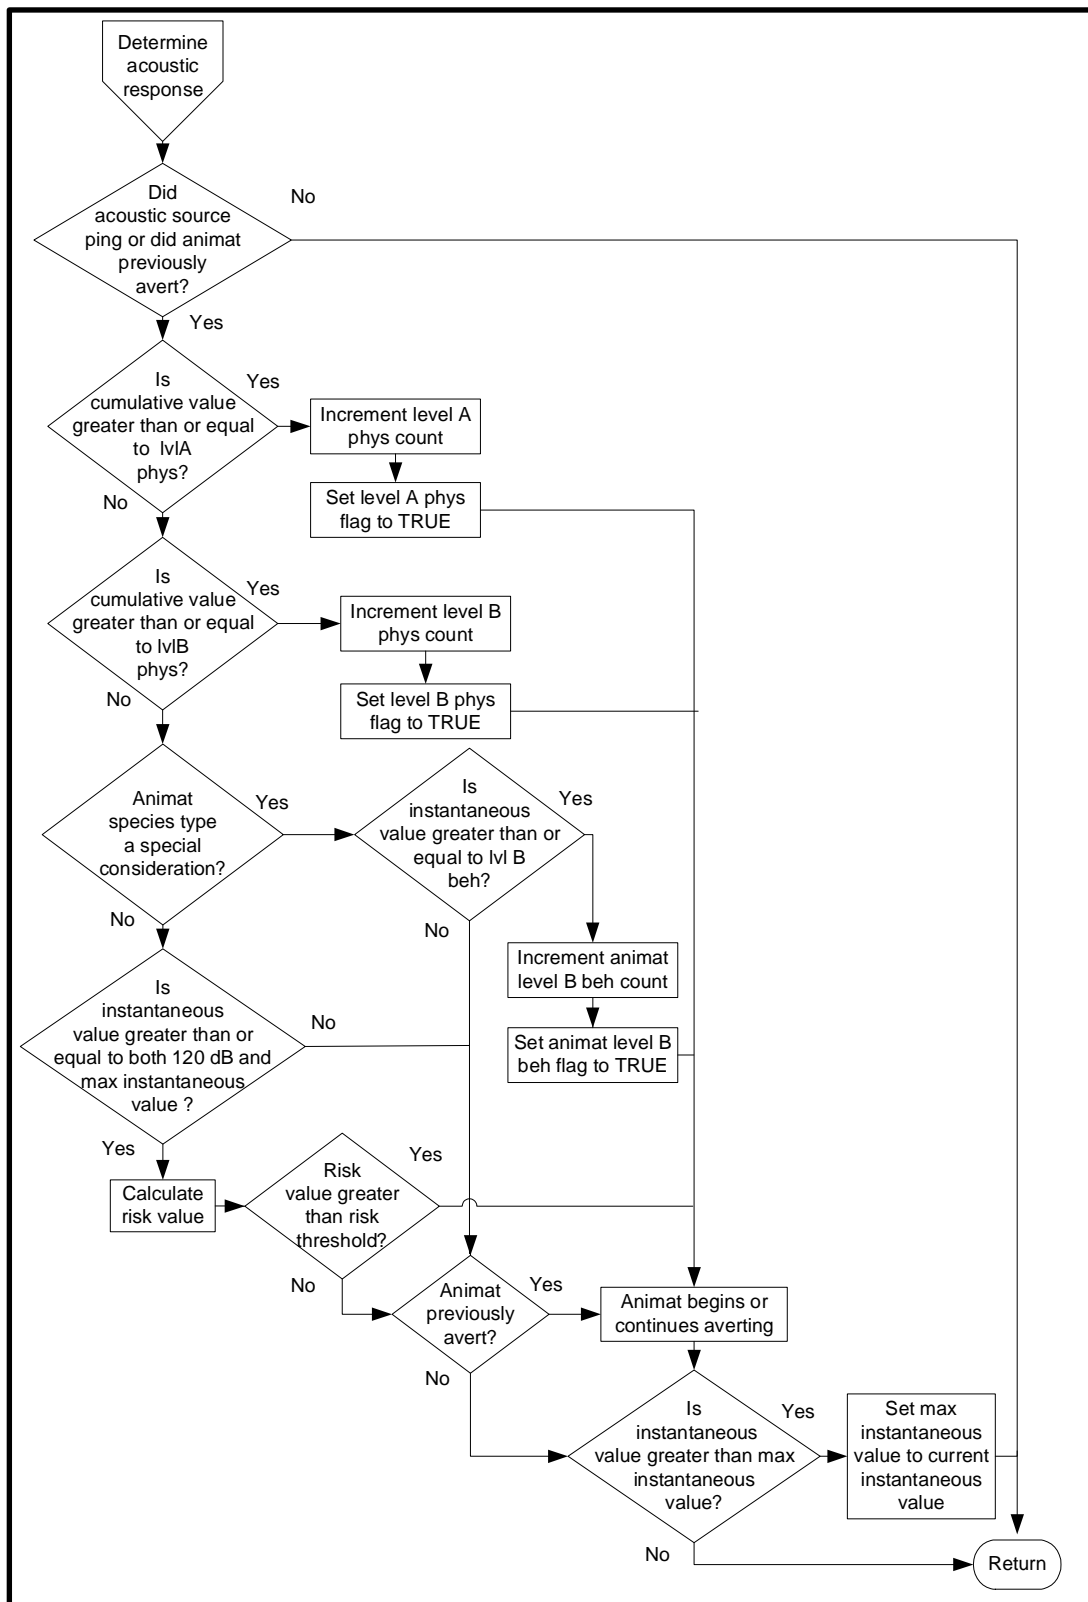 Determine
acoustic
response
Did
acoustic source
ping or did animat
previously
avert?
No
Yes
Is
cumulative value
greater than or equal
to lvlA
phys?
Yes
No
Increment level A
phys count
Set level A phys
flag to TRUE
Is
cumulative value
greater than or equal
to lvlB
phys?
Yes
No
Increment level B
phys count
Set level B phys
flag to TRUE
Animat
species type
a special
consideration?
Yes
No
Is
instantaneous
value greater than or
equal to lvl B
beh?
Yes
No
Increment animat
level B beh count
Set animat level B
beh flag to TRUE
Is
instantaneous
value greater than or
equal to both 120 dB and
max instantaneous
value ?
No
Yes
Calculate
risk value
Risk
value greater
than risk
threshold?
Yes
No
Animat
previously
avert?
Yes
No
Animat begins or
continues averting
Is
instantaneous
value greater than max
instantaneous
value?
Yes
No
Set max
instantaneous
value to current
instantaneous
value
Return